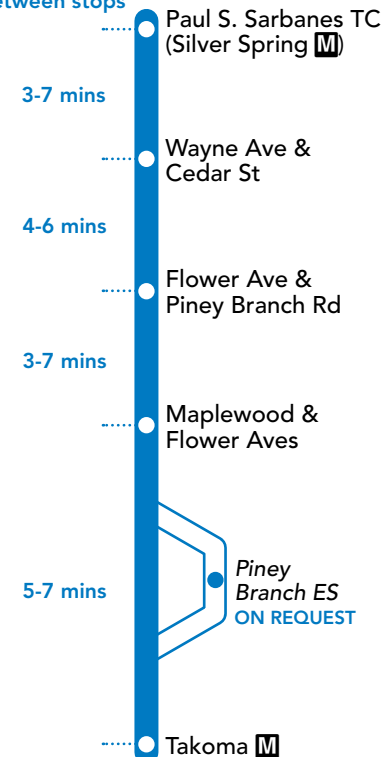 between stops
Paul S. Sarbanes TC
(Silver Spring M)
3-7 mins
Wayne Ave &
Cedar St
4-6 mins
Flower Ave &
Piney Branch Rd
3-7 mins
Maplewood &
Flower Aves
5-7 mins
Piney
Branch ES
ON REQUEST
Takoma M